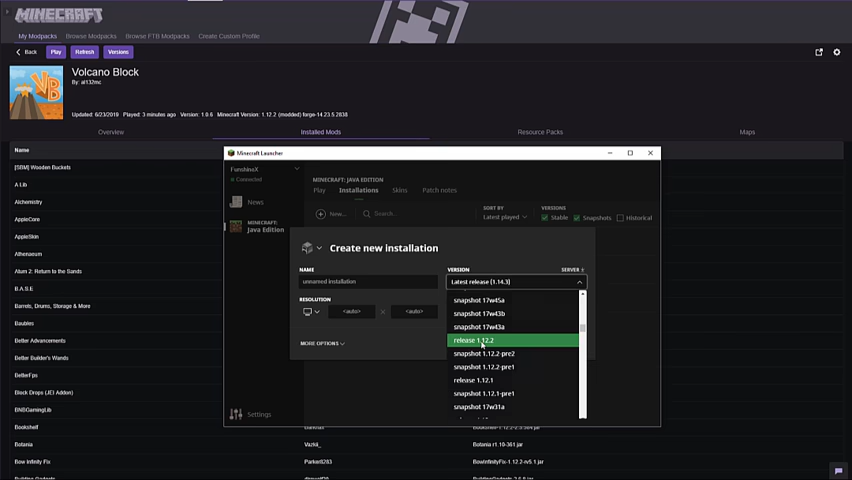 MINECRAFT
My Modpacks Browse Modpacks Browse FTB Modpacks Create Custom Profile
Back Play Refresh Versions
Volcano Block
By: al132mc
Updated: 6/23/2019 Played: 3 minutes ago Version: 1.0.6 Minecraft Version: 1.12.2 (modded) forge-14.23.5.2838
Overview Installed Mods Resource Packs Maps
Name
[SBM] Wooden Buckets
A Lib
Alchemistry
AppleCore
AppleSkin
Athenaeum
Atum 2: Return to the Sands
B.A.S.E
Barrels, Drums, Storage & More
Baubles
Better Advancements
Better Builder's Wands
BetterFps
Block Drops (JEI Addon)
BNBGamingLib
Bookshelf
Botania Vazkii_ Botania r1.10-361.jar
Bow Infinity Fix Parker8283 BowInfinityFix-1.12.2-rv5.1.jar
Minecraft Launcher
FunshinaX
Connected
News
MINECRAFT:
Java Edition
Settings
MINECRAFT: JAVA EDITION
Play Installations Skins Patch notes
SORT BY VERSIONS
New... Search... Latest played Stable Snapshots Historical
Create new installation
NAME VERSION SERVER
unnamed installation Latest release (1.14.3)
RESOLUTION
<auto> <auto>
MORE OPTIONS
snapshot 17w45a
snapshot 17w43b
snapshot 17w43a
release 1.12.2
snapshot 1.12.2-pre2
snapshot 1.12.2-pre1
release 1.12.1
snapshot 1.12.1-pre1
snapshot 17w31a